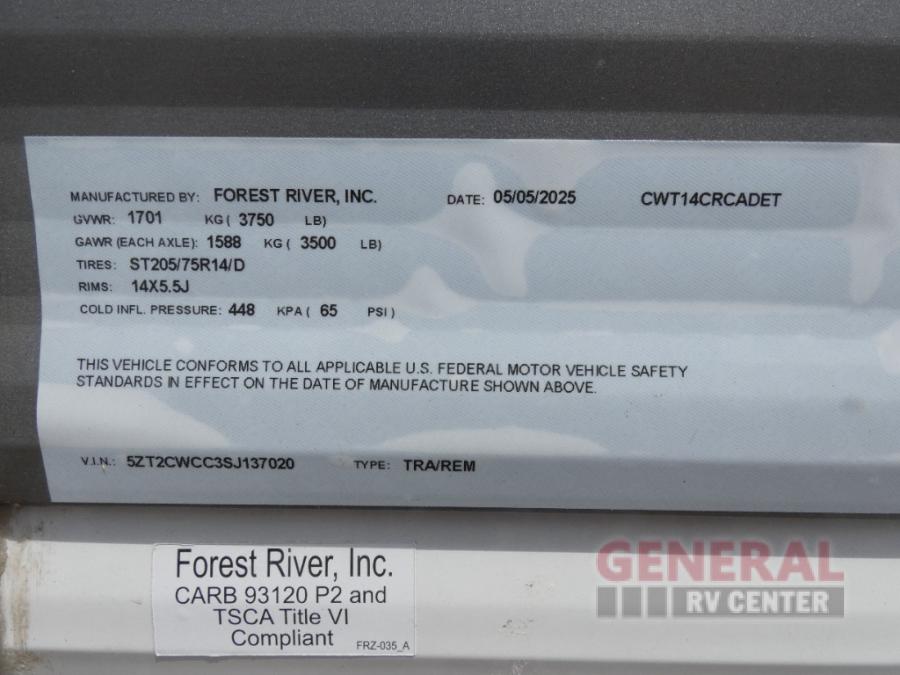 MANUFACTURED BY: FOREST RIVER, INC. DATE: 05/05/2025 CWT14CRCADET
GVWR: 1701 KG ( 3750 LB)
GAWR (EACH AXLE): 1588 KG ( 3500 LB)
TIRES: ST205/75R14/D
RIMS: 14X5.5J
COLD INFL. PRESSURE: 448 KPA ( 65 PSI )
THIS VEHICLE CONFORMS TO ALL APPLICABLE U.S. FEDERAL MOTOR VEHICLE SAFETY
STANDARDS IN EFFECT ON THE DATE OF MANUFACTURE SHOWN ABOVE.
V.I.N.: 5ZT2CWCC3SJ137020 TYPE: TRA/REM
Forest River, Inc.
CARB 93120 P2 and
TSCA Title VI
Compliant
FRZ-035_A
GENERAL
RV CENTER